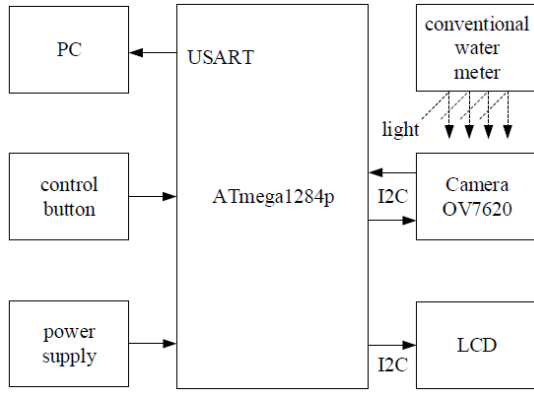 PC
USART
conventional
water
meter
light
control
button
ATmega1284p
I2C
Camera
OV7620
power
supply
I2C
LCD